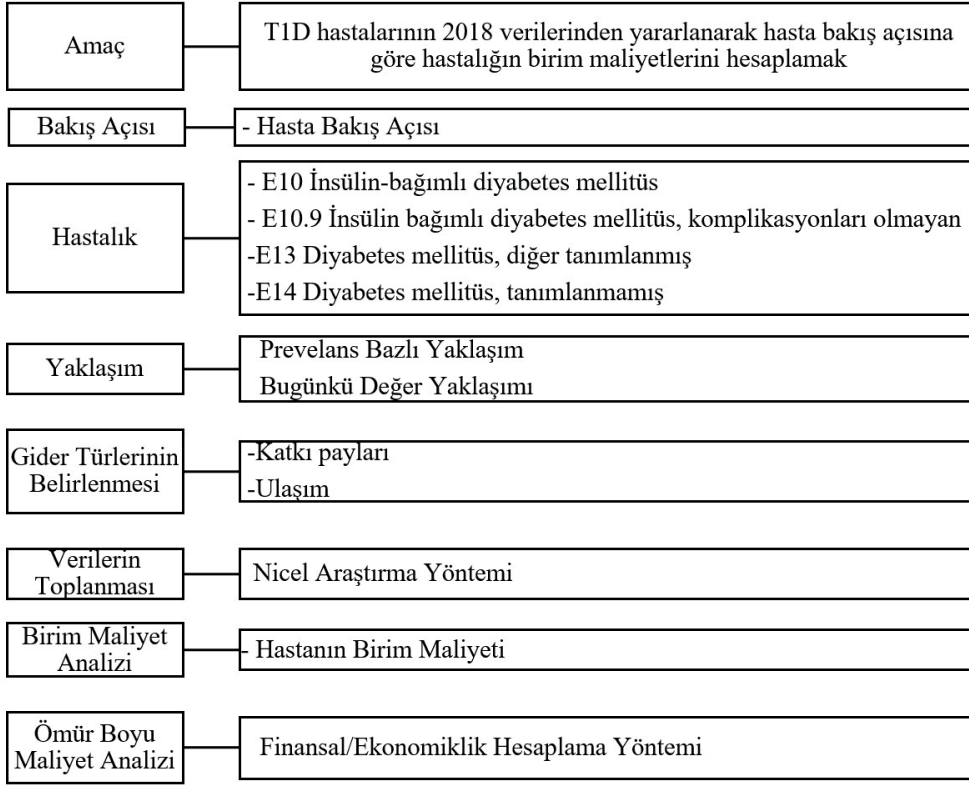 Amaç
T1D hastalarının 2018 verilerinden yararlanarak hasta bakış açısına
göre hastalığın birim maliyetlerini hesaplamak
Bakış Açısı
- Hasta Bakış Açısı
Hastalık
- E10 İnsülin-bağımlı diyabetes mellitüs
- E10.9 İnsülin bağımlı diyabetes mellitüs, komplikasyonları olmayan
-E13 Diyabetes mellitüs, diğer tanımlanmış
-E14 Diyabetes mellitüs, tanımlanmamış
Yaklaşım
Prevelans Bazlı Yaklaşım
Bugünkü Değer Yaklaşımı
Gider Türlerinin
Belirlenmesi
-Katkı payları
-Ulaşım
Verilerin
Toplanması
Nicel Araştırma Yöntemi
Birim Maliyet
Analizi
- Hastanın Birim Maliyeti
Ömür Boyu
Maliyet Analizi
Finansal/Ekonomiklik Hesaplama Yöntemi